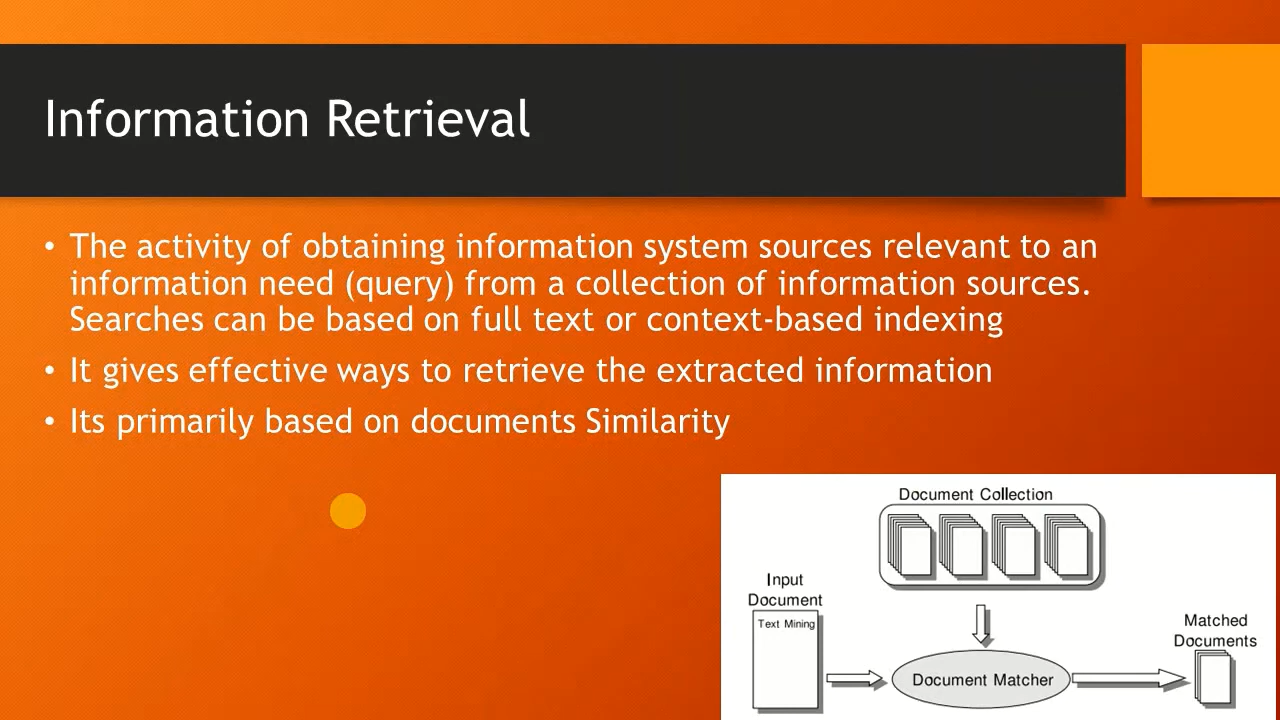 Information Retrieval
• The activity of obtaining information system sources relevant to an
information need (query) from a collection of information sources.
Searches can be based on full text or context-based indexing
• It gives effective ways to retrieve the extracted information
• Its primarily based on documents Similarity
Document Collection
Input
Document
Text Mining
Matched
Documents
Document Matcher